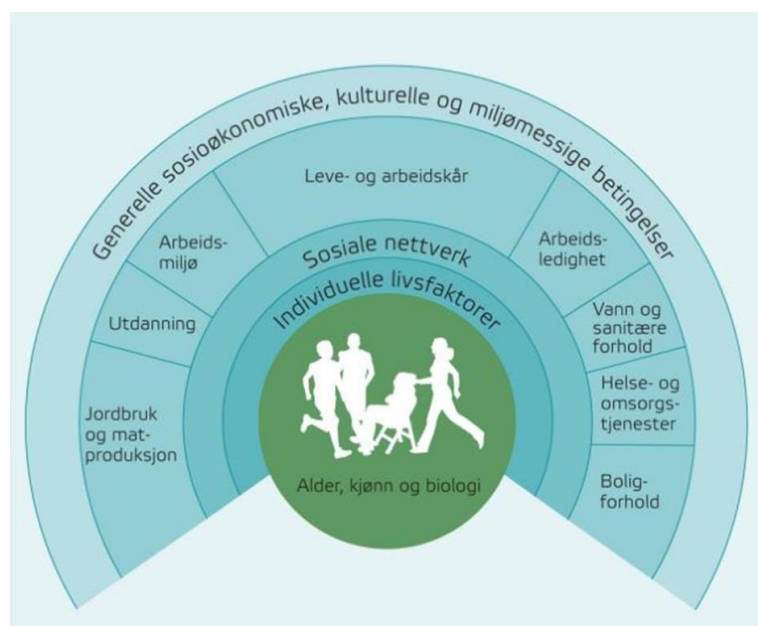 Generelle sosioøkonomiske, kulturelle og miljømessige betingelser
Leve- og arbeidskår
Arbeids-
miljø
Utdanning
Jordbruk
og mat-
produksjon
Arbeids-
ledighet
Vann og
sanitære
forhold
Helse- og
omsorgs-
tjenester
Bolig-
forhold
Sosiale nettverk
Individuelle livsfaktorer
Alder, kjønn og biologi